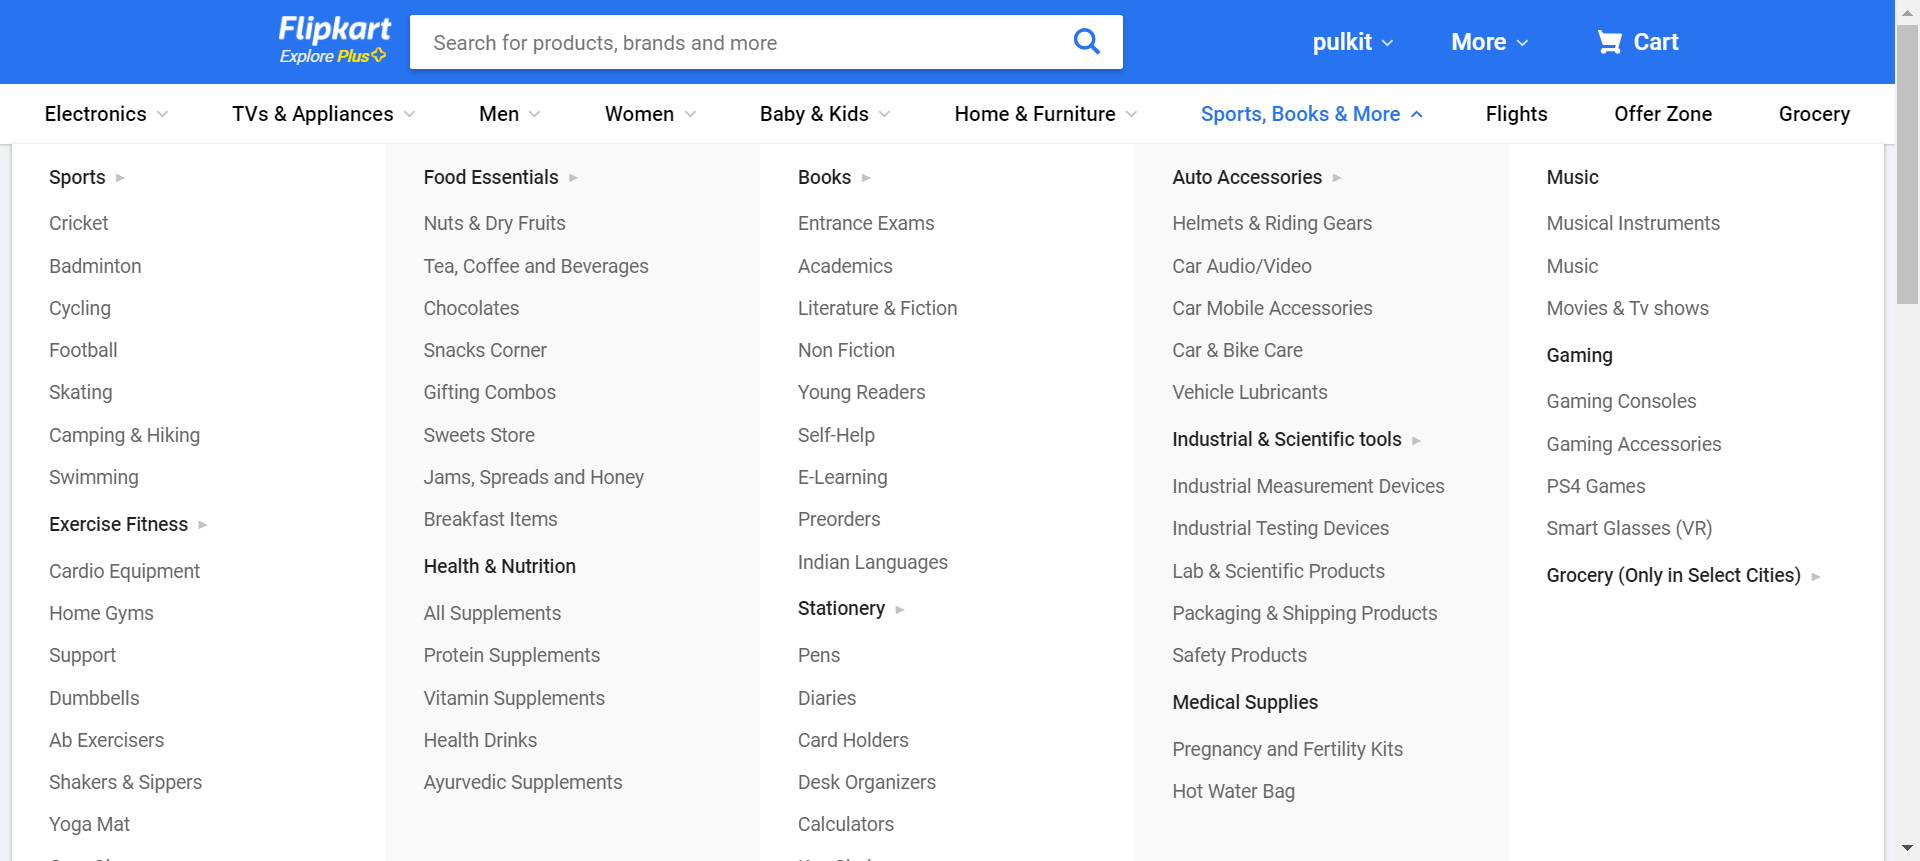 Flipkart
Explore Plus
Search for products, brands and more
pulkit
More
Cart
Electronics
TVs & Appliances
Men
Women
Baby & Kids
Home & Furniture
Sports, Books & More
Flights
Offer Zone
Grocery
Sports
Cricket
Badminton
Cycling
Football
Skating
Camping & Hiking
Swimming
Exercise Fitness
Cardio Equipment
Home Gyms
Support
Dumbbells
Ab Exercisers
Shakers & Sippers
Yoga Mat
Food Essentials
Nuts & Dry Fruits
Tea, Coffee and Beverages
Chocolates
Snacks Corner
Gifting Combos
Sweets Store
Jams, Spreads and Honey
Breakfast Items
Health & Nutrition
All Supplements
Protein Supplements
Vitamin Supplements
Health Drinks
Ayurvedic Supplements
Books
Entrance Exams
Academics
Literature & Fiction
Non Fiction
Young Readers
Self-Help
E-Learning
Preorders
Indian Languages
Stationery
Pens
Diaries
Card Holders
Desk Organizers
Calculators
Auto Accessories
Helmets & Riding Gears
Car Audio/Video
Car Mobile Accessories
Car & Bike Care
Vehicle Lubricants
Industrial & Scientific tools
Industrial Measurement Devices
Industrial Testing Devices
Lab & Scientific Products
Packaging & Shipping Products
Safety Products
Medical Supplies
Pregnancy and Fertility Kits
Hot Water Bag
Music
Musical Instruments
Music
Movies & Tv shows
Gaming
Gaming Consoles
Gaming Accessories
PS4 Games
Smart Glasses (VR)
Grocery (Only in Select Cities)